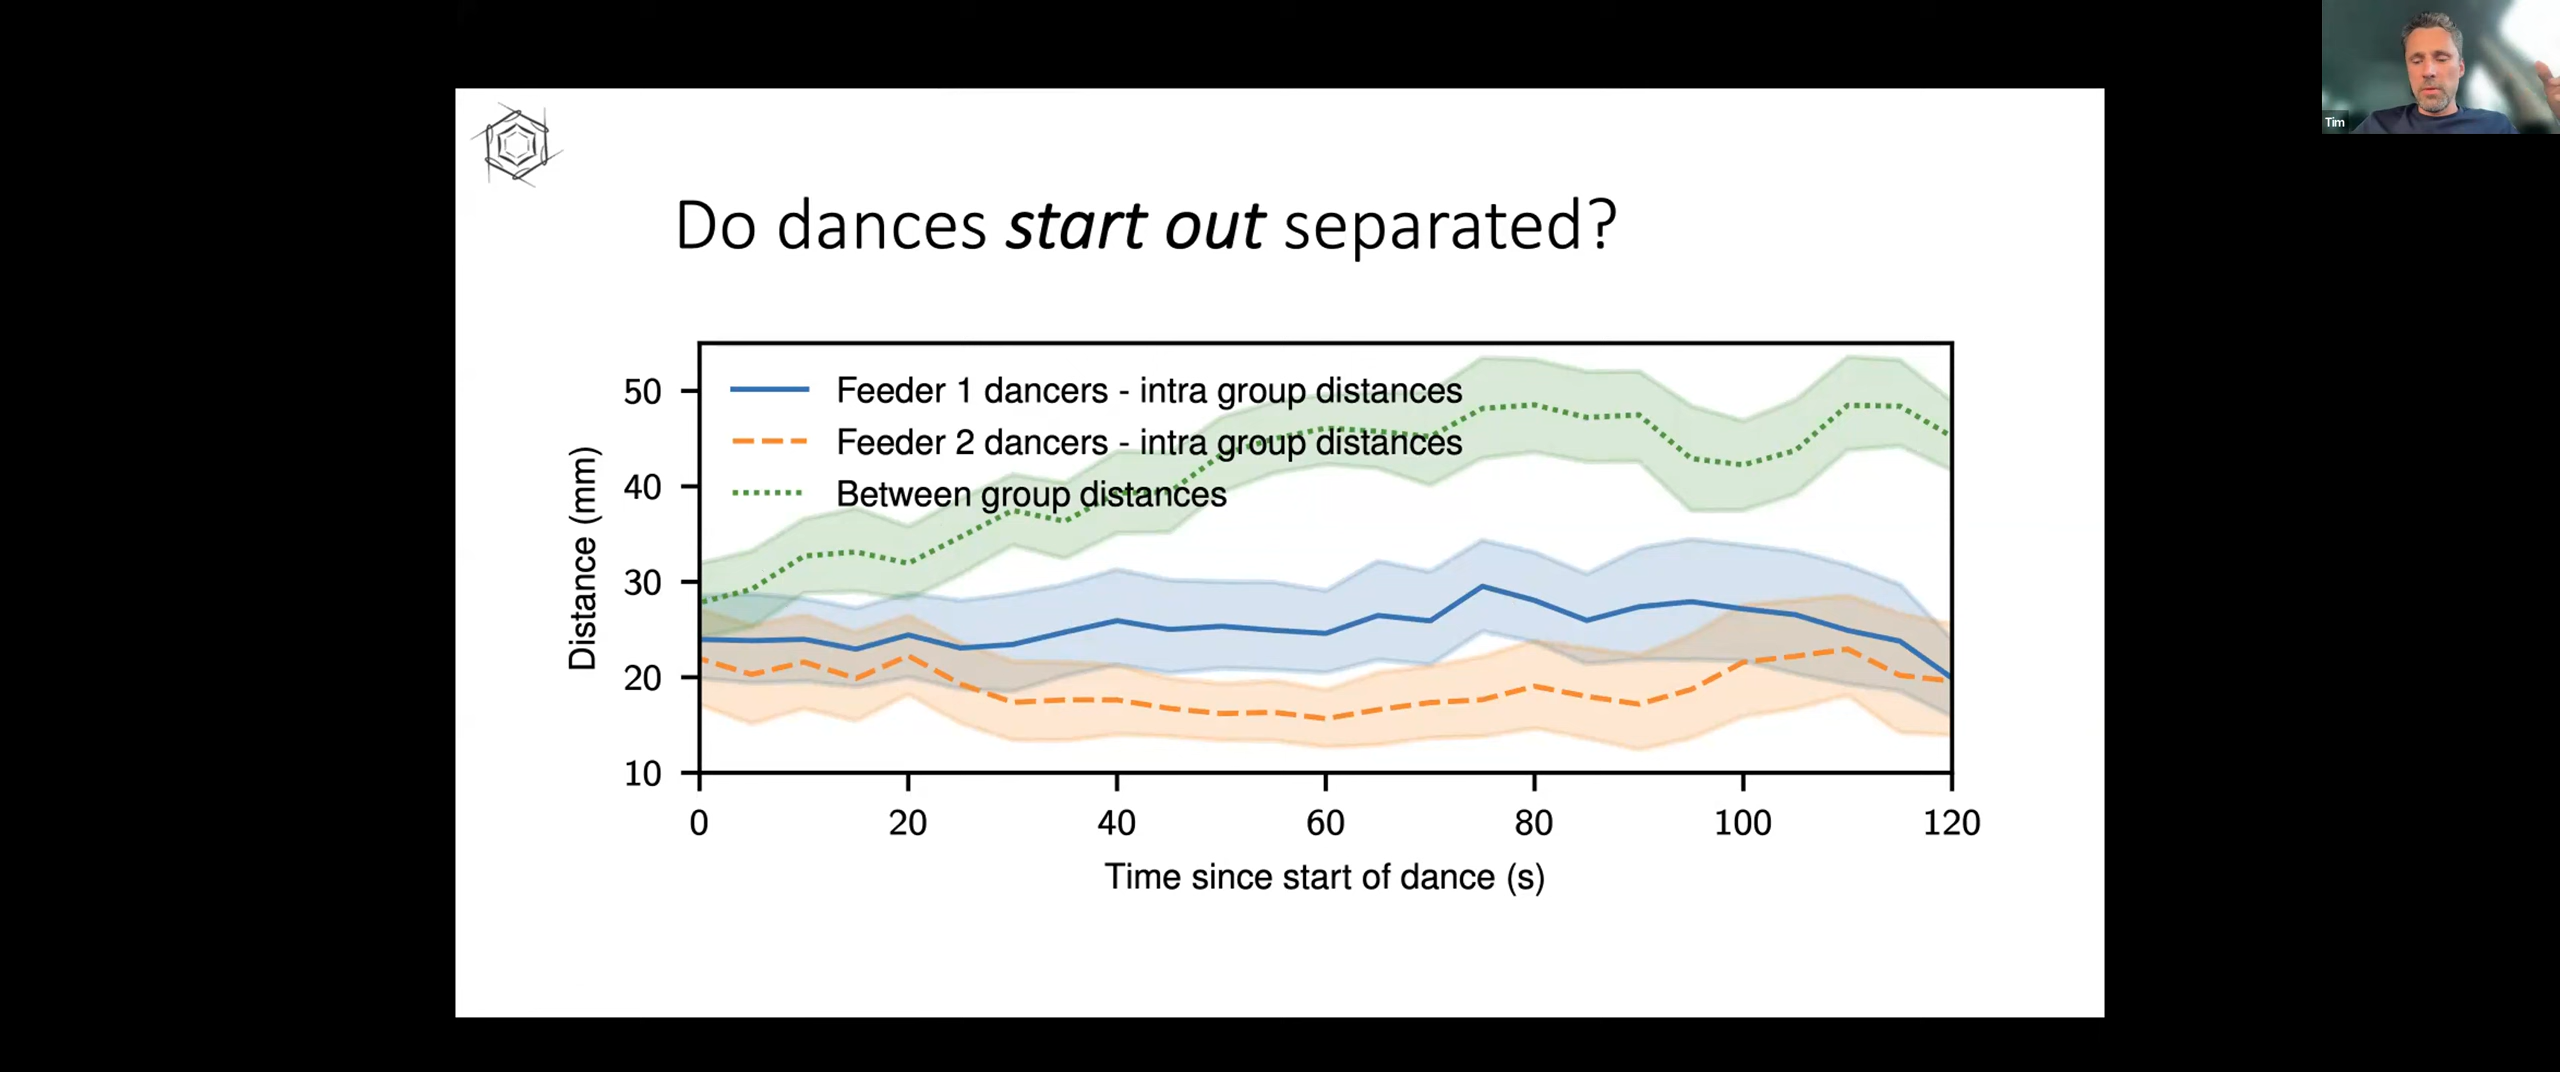 Tim
Do dances start out separated?
Feeder 1 dancers - intra group distances
Feeder 2 dancers - intra group distances
Between group distances
50
40
30
20
10
Distance (mm)
0 20 40 60 80 100 120
Time since start of dance (s)